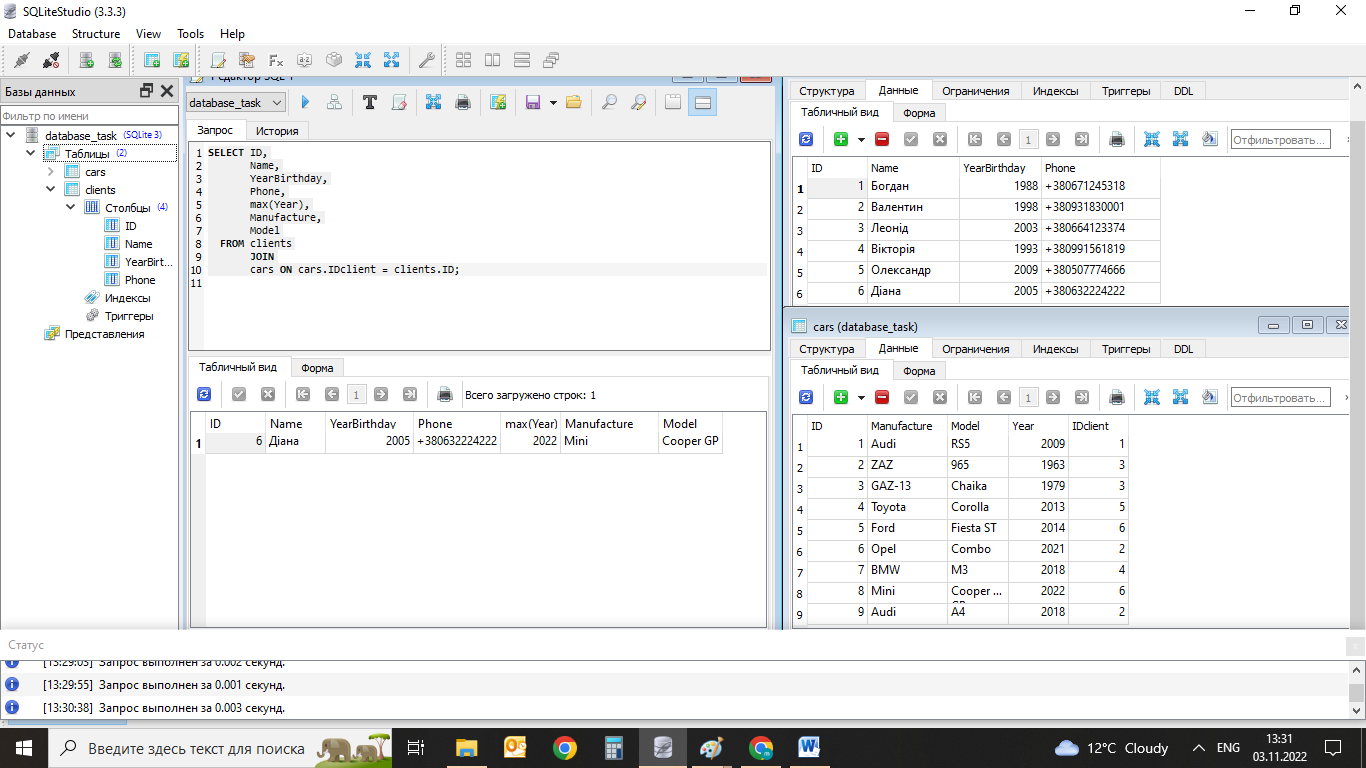 SQLiteStudio (3.3.3)
Database Structure View Tools Help
Базы данных
Фильтр по имени
database_task (SQLite 3)
Таблицы (2)
cars
clients
Столбцы (4)
ID
Name
YearBirt...
Phone
Индексы
Триггеры
Представления
Редактор SQL 1
database_task
Запрос История
1 SELECT ID,
2 Name,
3 YearBirthday,
4 Phone,
5 max(Year),
6 Manufacture,
7 Model
8 FROM clients
9 JOIN
10 cars ON cars.IDclient = clients.ID;
11
Табличный вид Форма
1 Всего загружено строк: 1
ID Name YearBirthday Phone max(Year) Manufacture Model
1 6 Діана 2005 +380632224222 2022 Mini Cooper GP
Структура Данные Ограничения Индексы Триггеры DDL
Табличный вид Форма
1 Отфильтровать...
ID Name YearBirthday Phone
1 1 Богдан 1988 +380671245318
2 2 Валентин 1998 +380931830001
3 3 Леонід 2003 +380664123374
4 4 Вікторія 1993 +380991561819
5 5 Олександр 2009 +380507774666
6 6 Діана 2005 +380632224222
cars (database_task)
Структура Данные Ограничения Индексы Триггеры DDL
Табличный вид Форма
1 Отфильтровать...
ID Manufacture Model Year IDclient
1 1 Audi RS5 2009 1
2 2 ZAZ 965 1963 3
3 3 GAZ-13 Chaika 1979 3
4 4 Toyota Corolla 2013 5
5 5 Ford Fiesta ST 2014 6
6 6 Opel Combo 2021 2
7 7 BMW M3 2018 4
8 8 Mini Cooper ... 2022 6
9 9 Audi A4 2018 2
Статус
[13:29:03] Запрос выполнен за 0.002 секунд.
[13:29:55] Запрос выполнен за 0.001 секунд.
[13:30:38] Запрос выполнен за 0.003 секунд.
Введите здесь текст для поиска
12°C Cloudy
ENG
13:31
03.11.2022